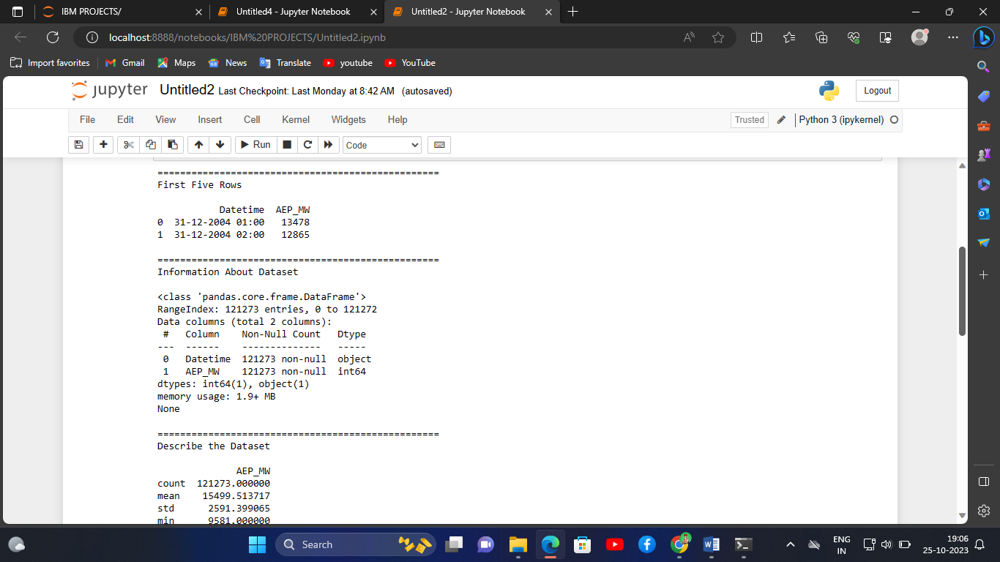 IBM PROJECTS/
Untitled4 - Jupyter Notebook
Untitled2 - Jupyter Notebook
localhost:8888/notebooks/IBM%20PROJECTS/Untitled2.ipynb
Import favorites
Gmail
Maps
News
Translate
youtube
YouTube
jupyter Untitled2 Last Checkpoint: Last Monday at 8:42 AM (autosaved)
Logout
File Edit View Insert Cell Kernel Widgets Help
Trusted
Python 3 (ipykernel)
Run
Code
==================================================
First Five Rows
Datetime AEP_MW
0 31-12-2004 01:00 13478
1 31-12-2004 02:00 12865
==================================================
Information About Dataset
<class 'pandas.core.frame.DataFrame'>
RangeIndex: 121273 entries, 0 to 121272
Data columns (total 2 columns):
# Column Non-Null Count Dtype
--- ------ -------------- -----
0 Datetime 121273 non-null object
1 AEP_MW 121273 non-null int64
dtypes: int64(1), object(1)
memory usage: 1.9+ MB
None
==================================================
Describe the Dataset
AEP_MW
count 121273.000000
mean 15499.513717
std 2591.399065
min 9581.000000
Search
ENG
IN
19:06
25-10-2023